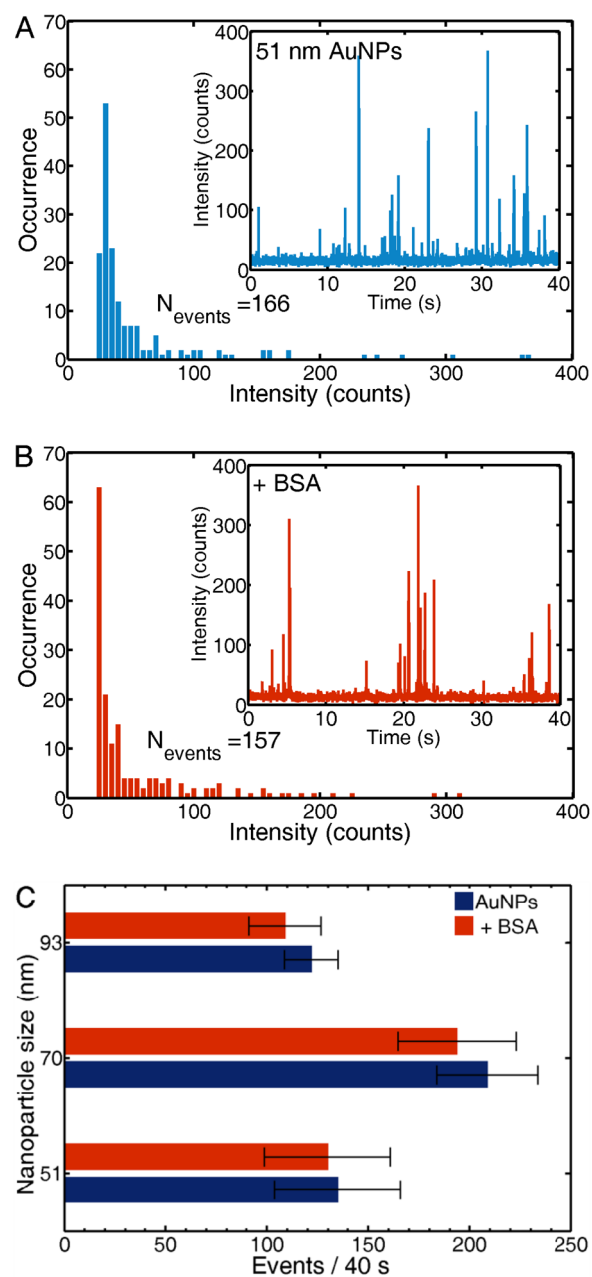 A
70
60
50
40
30
20
10
0
Occurrence
400
300
200
100
0
Intensity (counts)
51 nm AuNPs
0 10 20 30 40
Time (s)
Nevents =166
0 100 200 300 400
Intensity (counts)
B
70
60
50
40
30
20
10
0
Occurrence
400
300
200
100
0
Intensity (counts)
+ BSA
0 10 20 30 40
Time (s)
Nevents =157
0 100 200 300 400
Intensity (counts)
C
AuNPs
+ BSA
93
70
51
Nanoparticle size (nm)
0 50 100 150 200 250
Events / 40 s